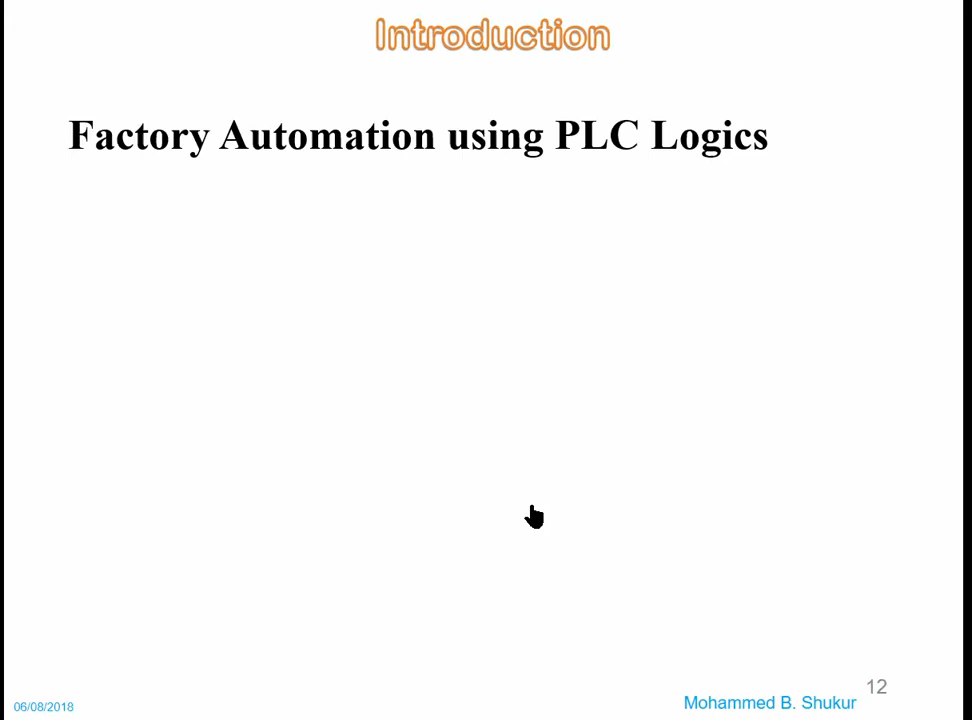 Introduction
Factory Automation using PLC Logics
12
06/08/2018
Mohammed B. Shukur